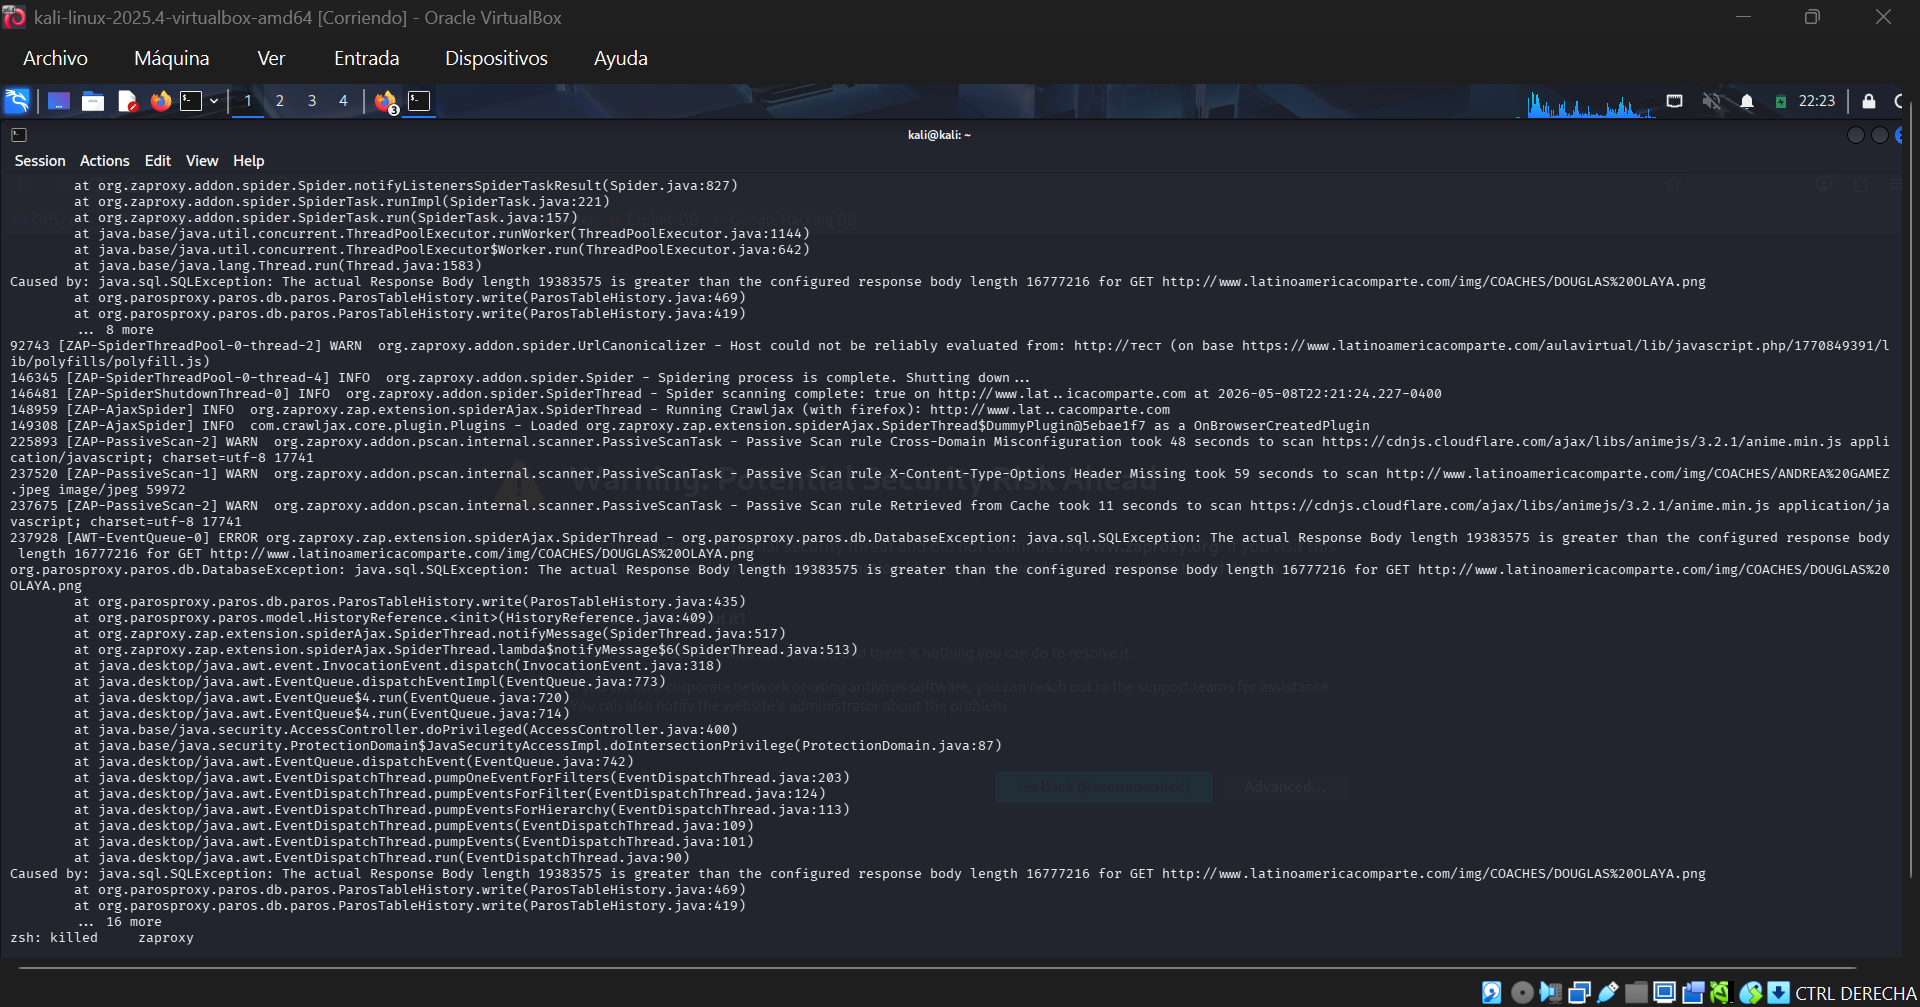 kali-linux-2025.4-virtualbox-amd64 [Corriendo] - Oracle VirtualBox
Archivo Máquina Ver Entrada Dispositivos Ayuda
1 2 3 4 3 22:23
kali@kali: ~
Session Actions Edit View Help
at org.zaproxy.addon.spider.Spider.notifyListenersSpiderTaskResult(Spider.java:827)
at org.zaproxy.addon.spider.SpiderTask.runImpl(SpiderTask.java:221)
at org.zaproxy.addon.spider.SpiderTask.run(SpiderTask.java:157)
at java.base/java.util.concurrent.ThreadPoolExecutor.runWorker(ThreadPoolExecutor.java:1144)
at java.base/java.util.concurrent.ThreadPoolExecutor$Worker.run(ThreadPoolExecutor.java:642)
at java.base/java.lang.Thread.run(Thread.java:1583)
Caused by: java.sql.SQLException: The actual Response Body length 19383575 is greater than the configured response body length 16777216 for GET http://www.latinoamericacomparte.com/img/COACHES/DOUGLAS%20OLAYA.png
at org.parosproxy.paros.db.paros.ParosTableHistory.write(ParosTableHistory.java:469)
at org.parosproxy.paros.db.paros.ParosTableHistory.write(ParosTableHistory.java:419)
... 8 more
92743 [ZAP-SpiderThreadPool-0-thread-2] WARN  org.zaproxy.addon.spider.UrlCanonicalizer - Host could not be reliably evaluated from: http://тест (on base https://www.latinoamericacomparte.com/aulavirtual/lib/javascript.php/1770849391/l
ib/polyfills/polyfill.js)
146345 [ZAP-SpiderThreadPool-0-thread-4] INFO  org.zaproxy.addon.spider.Spider - Spidering process is complete. Shutting down...
146481 [ZAP-SpiderShutdownThread-0] INFO  org.zaproxy.addon.spider.SpiderThread - Spider scanning complete: true on http://www.lat..icacomparte.com at 2026-05-08T22:21:24.227-0400
148959 [ZAP-AjaxSpider] INFO  org.zaproxy.zap.extension.spiderAjax.SpiderThread - Running Crawljax (with firefox): http://www.lat..cacomparte.com
149308 [ZAP-AjaxSpider] INFO  com.crawljax.core.plugin.Plugins - Loaded org.zaproxy.zap.extension.spiderAjax.SpiderThread$DummyPlugin@5ebae1f7 as a OnBrowserCreatedPlugin
225893 [ZAP-PassiveScan-2] WARN  org.zaproxy.addon.pscan.internal.scanner.PassiveScanTask - Passive Scan rule Cross-Domain Misconfiguration took 48 seconds to scan https://cdnjs.cloudflare.com/ajax/libs/animejs/3.2.1/anime.min.js appli
cation/javascript; charset=utf-8 17741
237520 [ZAP-PassiveScan-1] WARN  org.zaproxy.addon.pscan.internal.scanner.PassiveScanTask - Passive Scan rule X-Content-Type-Options Header Missing took 59 seconds to scan http://www.latinoamericacomparte.com/img/COACHES/ANDREA%20GAMEZ
.jpeg image/jpeg 59972
237675 [ZAP-PassiveScan-2] WARN  org.zaproxy.addon.pscan.internal.scanner.PassiveScanTask - Passive Scan rule Retrieved from Cache took 11 seconds to scan https://cdnjs.cloudflare.com/ajax/libs/animejs/3.2.1/anime.min.js application/ja
vascript; charset=utf-8 17741
237928 [AWT-EventQueue-0] ERROR org.zaproxy.zap.extension.spiderAjax.SpiderThread - org.parosproxy.paros.db.DatabaseException: java.sql.SQLException: The actual Response Body length 19383575 is greater than the configured response body
length 16777216 for GET http://www.latinoamericacomparte.com/img/COACHES/DOUGLAS%20OLAYA.png
org.parosproxy.paros.db.DatabaseException: java.sql.SQLException: The actual Response Body length 19383575 is greater than the configured response body length 16777216 for GET http://www.latinoamericacomparte.com/img/COACHES/DOUGLAS%20
OLAYA.png
at org.parosproxy.paros.db.paros.ParosTableHistory.write(ParosTableHistory.java:435)
at org.parosproxy.paros.model.HistoryReference.<init>(HistoryReference.java:409)
at org.zaproxy.zap.extension.spiderAjax.SpiderThread.notifyMessage(SpiderThread.java:517)
at org.zaproxy.zap.extension.spiderAjax.SpiderThread.lambda$notifyMessage$6(SpiderThread.java:513)
at java.desktop/java.awt.event.InvocationEvent.dispatch(InvocationEvent.java:318)
at java.desktop/java.awt.EventQueue.dispatchEventImpl(EventQueue.java:773)
at java.desktop/java.awt.EventQueue$4.run(EventQueue.java:720)
at java.desktop/java.awt.EventQueue$4.run(EventQueue.java:714)
at java.base/java.security.AccessController.doPrivileged(AccessController.java:400)
at java.base/java.security.ProtectionDomain$JavaSecurityAccessImpl.doIntersectionPrivilege(ProtectionDomain.java:87)
at java.desktop/java.awt.EventQueue.dispatchEvent(EventQueue.java:742)
at java.desktop/java.awt.EventDispatchThread.pumpOneEventForFilters(EventDispatchThread.java:203)
at java.desktop/java.awt.EventDispatchThread.pumpEventsForFilter(EventDispatchThread.java:124)
at java.desktop/java.awt.EventDispatchThread.pumpEventsForHierarchy(EventDispatchThread.java:113)
at java.desktop/java.awt.EventDispatchThread.pumpEvents(EventDispatchThread.java:109)
at java.desktop/java.awt.EventDispatchThread.pumpEvents(EventDispatchThread.java:101)
at java.desktop/java.awt.EventDispatchThread.run(EventDispatchThread.java:90)
Caused by: java.sql.SQLException: The actual Response Body length 19383575 is greater than the configured response body length 16777216 for GET http://www.latinoamericacomparte.com/img/COACHES/DOUGLAS%20OLAYA.png
at org.parosproxy.paros.db.paros.ParosTableHistory.write(ParosTableHistory.java:469)
at org.parosproxy.paros.db.paros.ParosTableHistory.write(ParosTableHistory.java:419)
... 16 more
zsh: killed     zaproxy
CTRL DERECHA